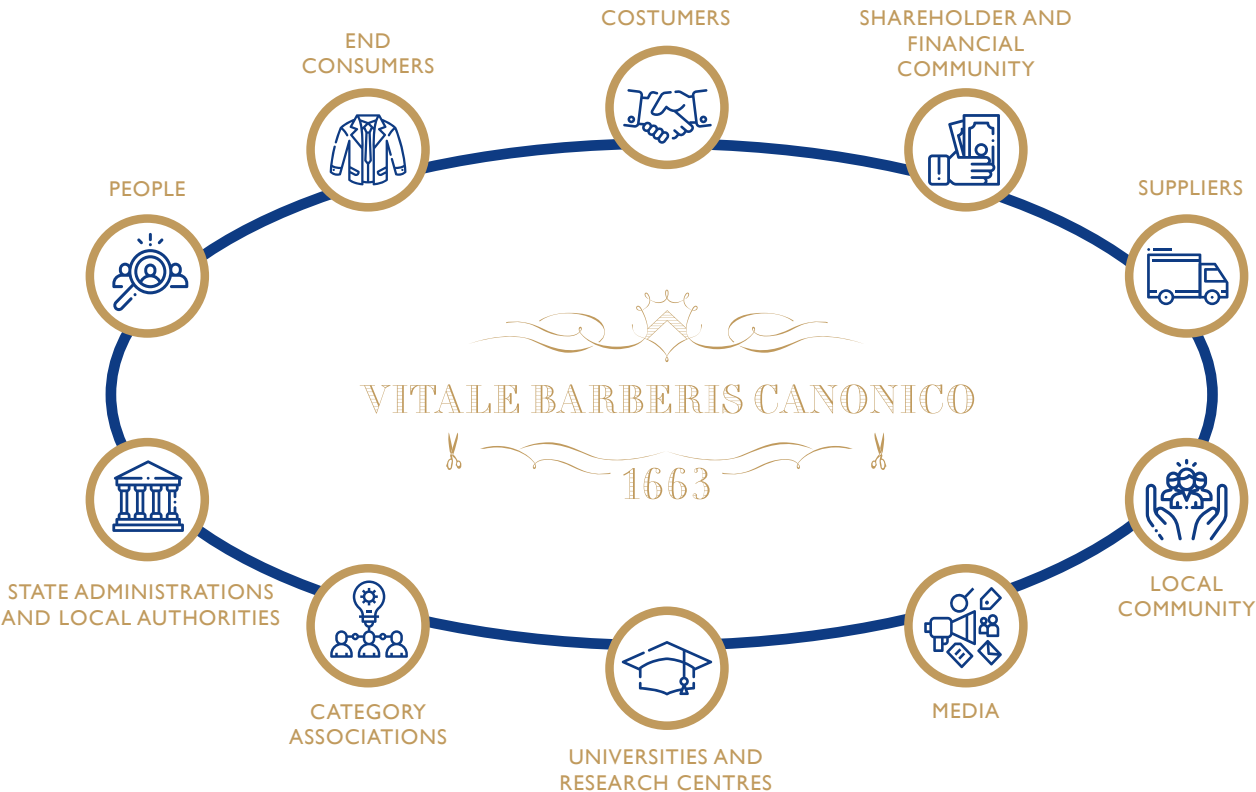 COSTUMERS
SHAREHOLDER AND
FINANCIAL
COMMUNITY
END
CONSUMERS
PEOPLE
SUPPLIERS
VITALE BARBERIS CANONICO
1663
STATE ADMINISTRATIONS
AND LOCAL AUTHORITIES
LOCAL
COMMUNITY
CATEGORY
ASSOCIATIONS
MEDIA
UNIVERSITIES AND
RESEARCH CENTRES